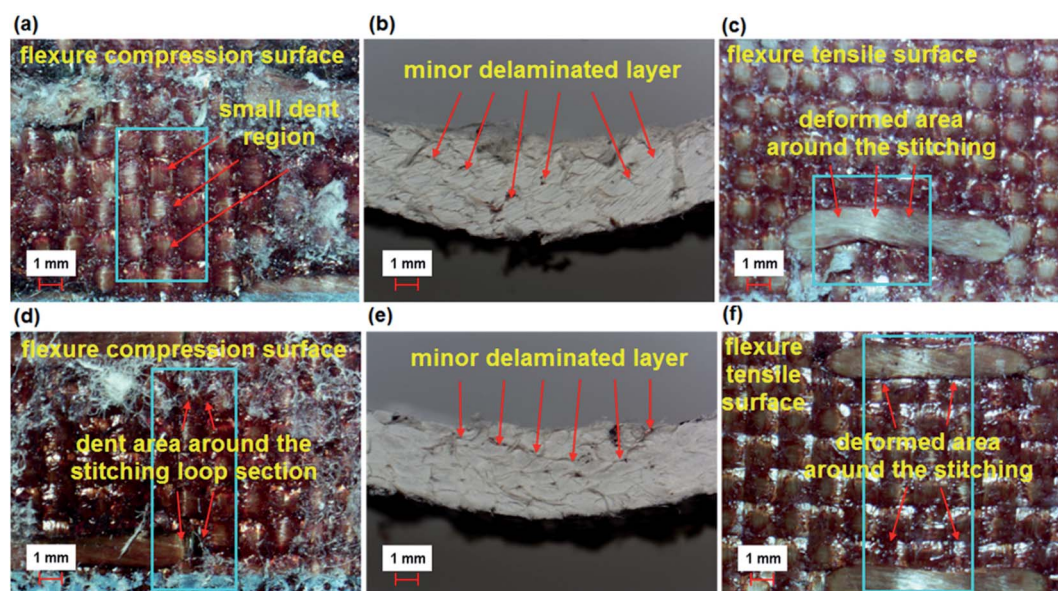 (a)
flexure compression surface
small dent
region
1 mm
(b)
minor delaminated layer
1 mm
(c)
flexure tensile surface
deformed area
around the stitching
1 mm
(d)
flexure compression surface
dent area around the
stitching loop section
1 mm
(e)
minor delaminated layer
1 mm
(f)
flexure
tensile
surface
deformed area
around the stitching
1 mm